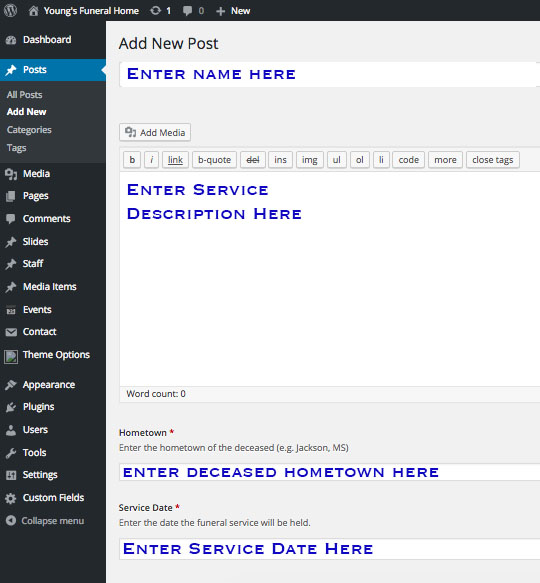 Young's Funeral Home 1 0 + New
Dashboard
Posts
All Posts
Add New
Categories
Tags
Media
Pages
Comments
Slides
Staff
Media Items
Events
Contact
Theme Options
Appearance
Plugins
Users
Tools
Settings
Custom Fields
Collapse menu
Add New Post
Enter name here
Add Media
b i link b-quote del ins img ul ol li code more close tags
Enter Service
Description Here
Word count: 0
Hometown *
Enter the hometown of the deceased (e.g. Jackson, MS)
enter deceased hometown here
Service Date *
Enter the date the funeral service will be held.
Enter Service Date Here